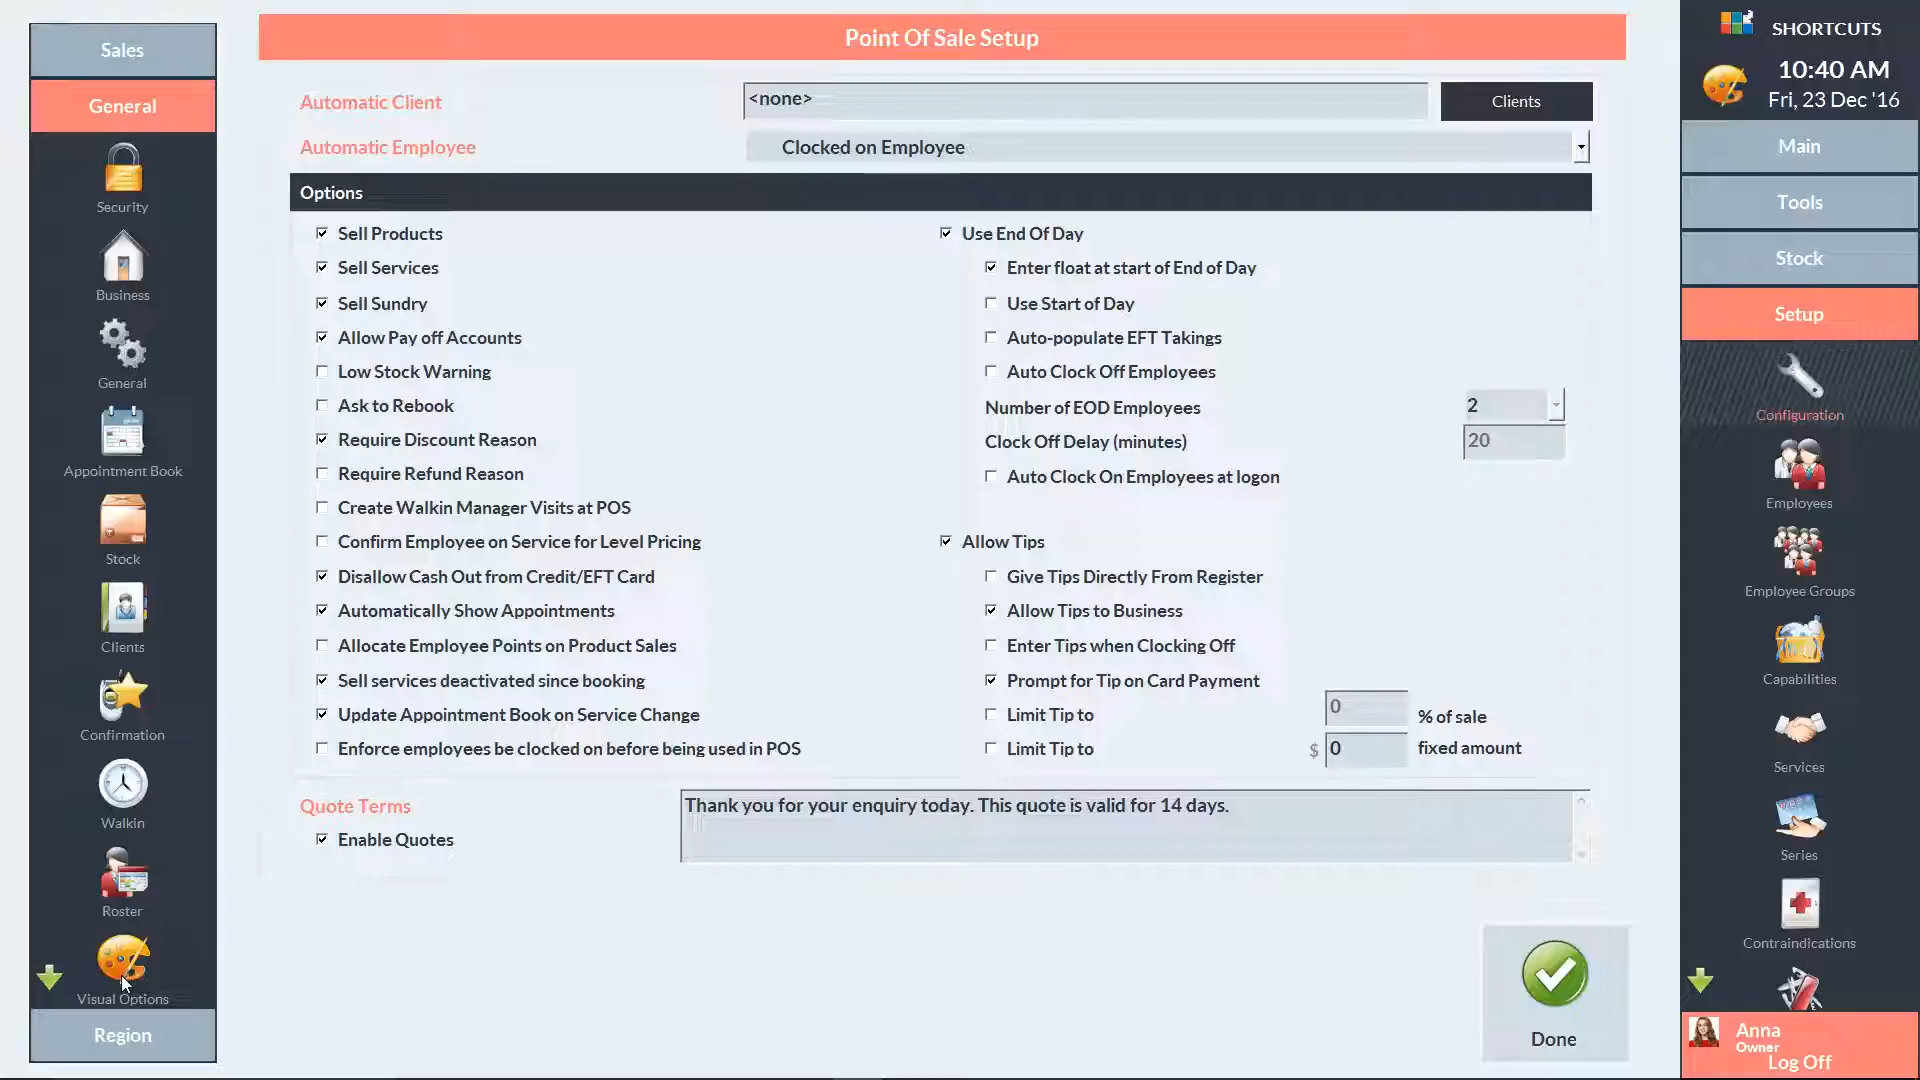 Sales
General
Security
Business
General
Appointment Book
Stock
Clients
Confirmation
Walkin
Roster
Visual Options
Region
Point Of Sale Setup
Automatic Client
<none>
Clients
Automatic Employee
Clocked on Employee
Options
Sell Products
Sell Services
Sell Sundry
Allow Pay off Accounts
Low Stock Warning
Ask to Rebook
Require Discount Reason
Require Refund Reason
Create Walkin Manager Visits at POS
Confirm Employee on Service for Level Pricing
Disallow Cash Out from Credit/EFT Card
Automatically Show Appointments
Allocate Employee Points on Product Sales
Sell services deactivated since booking
Update Appointment Book on Service Change
Enforce employees be clocked on before being used in POS
Use End Of Day
Enter float at start of End of Day
Use Start of Day
Auto-populate EFT Takings
Auto Clock Off Employees
Number of EOD Employees 2
Clock Off Delay (minutes) 20
Auto Clock On Employees at logon
Allow Tips
Give Tips Directly From Register
Allow Tips to Business
Enter Tips when Clocking Off
Prompt for Tip on Card Payment
Limit Tip to 0 % of sale
Limit Tip to $ 0 fixed amount
Quote Terms
Enable Quotes
Thank you for your enquiry today. This quote is valid for 14 days.
Done
SHORTCUTS
10:40 AM
Fri, 23 Dec '16
Main
Tools
Stock
Setup
Configuration
Employees
Employee Groups
Capabilities
Services
Series
Contraindications
Anna
Owner
Log Off